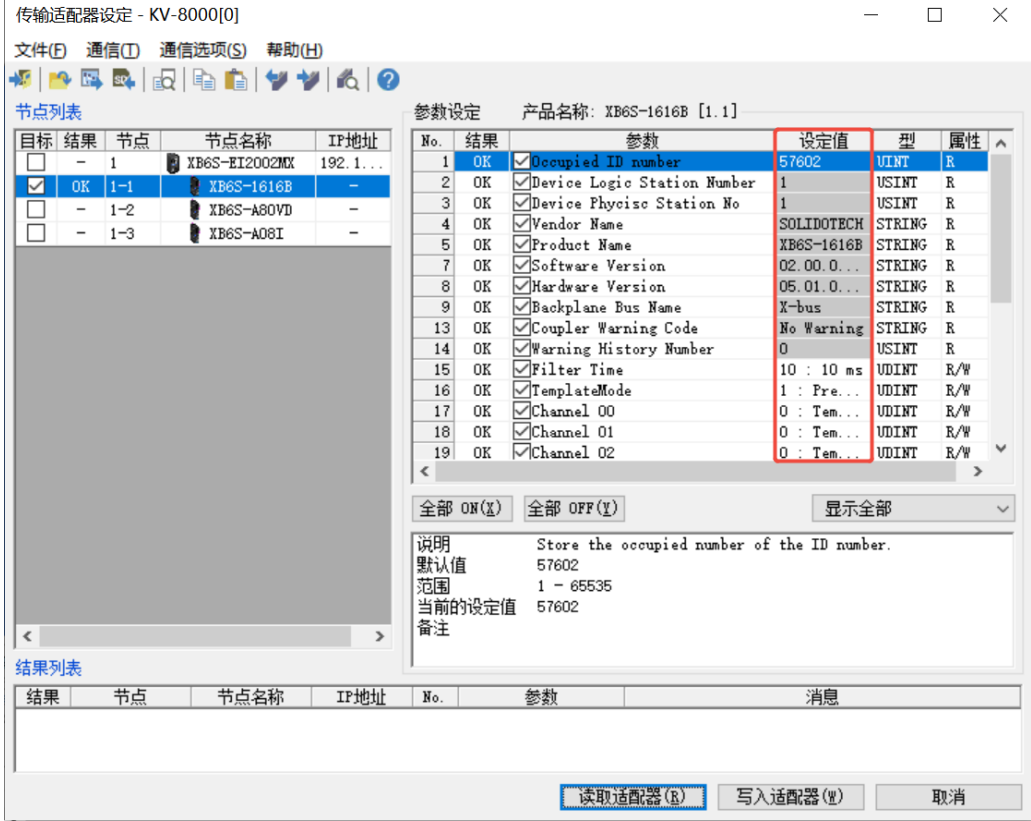 传输适配器设定 - KV-8000[0]
文件(F) 通信(T) 通信选项(S) 帮助(H)
节点列表
目标 结果 节点 节点名称 IP地址
- 1 XB6S-EI2002MX 192.1...
OK 1-1 XB6S-1616B -
- 1-2 XB6S-A80VD -
- 1-3 XB6S-A08I -
参数设定 产品名称: XB6S-1616B [1.1]
No. 结果 参数 设定值 型 属性
1 OK Occupied ID number 57602 UINT R
2 OK Device Logic Station Number 1 USINT R
3 OK Device Phycisc Station No 1 USINT R
4 OK Vendor Name SOLIDOTECH STRING R
5 OK Product Name XB6S-1616B STRING R
7 OK Software Version 02.00.0... STRING R
8 OK Hardware Version 05.01.0... STRING R
9 OK Backplane Bus Name X-bus STRING R
13 OK Coupler Warning Code No Warning STRING R
14 OK Warning History Number 0 USINT R
15 OK Filter Time 10 : 10 ms UDINT R/W
16 OK TemplateMode 1 : Pre... UDINT R/W
17 OK Channel 00 0 : Tem... UDINT R/W
18 OK Channel 01 0 : Tem... UDINT R/W
19 OK Channel 02 0 : Tem... UDINT R/W
全部 ON(X) 全部 OFF(Y) 显示全部
说明 Store the occupied number of the ID number.
默认值 57602
范围 1 - 65535
当前的设定值 57602
备注
结果列表
结果 节点 节点名称 IP地址 No. 参数 消息
读取适配器(R) 写入适配器(W) 取消